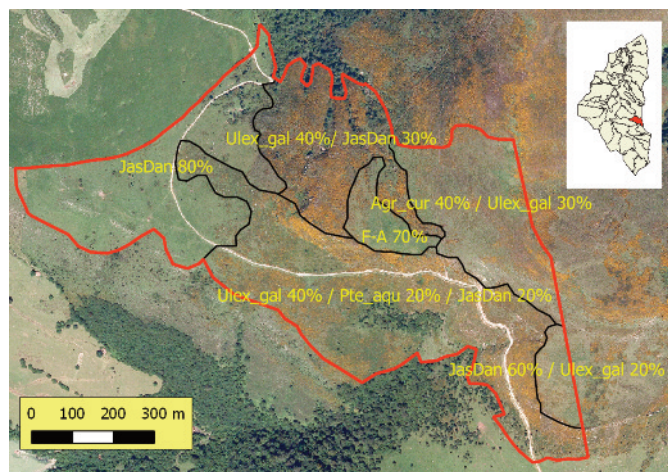 Ulex_gal 40%/ JasDan 30%
JasDan 80%
Agr_cur 40% / Ulex_gal 30%
F-A 70%
Ulex_gal 40% / Pte_aqu 20% / JasDan 20%
JasDan 60% / Ulex_gal 20%
0 100 200 300 m